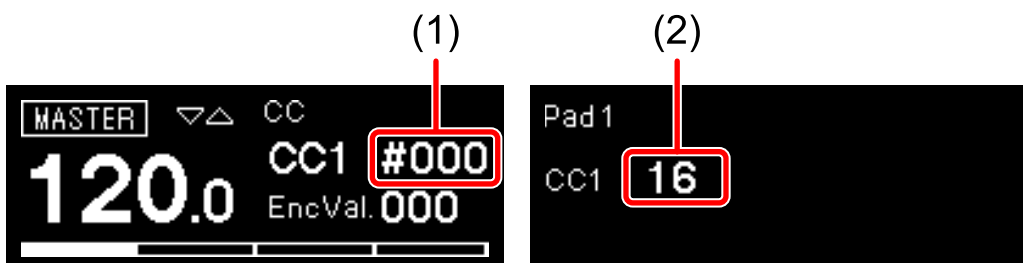 (1)
(2)
MASTER ▽△ CC
CC1 #000
120.0
EncVal. 000
Pad 1
CC1 16